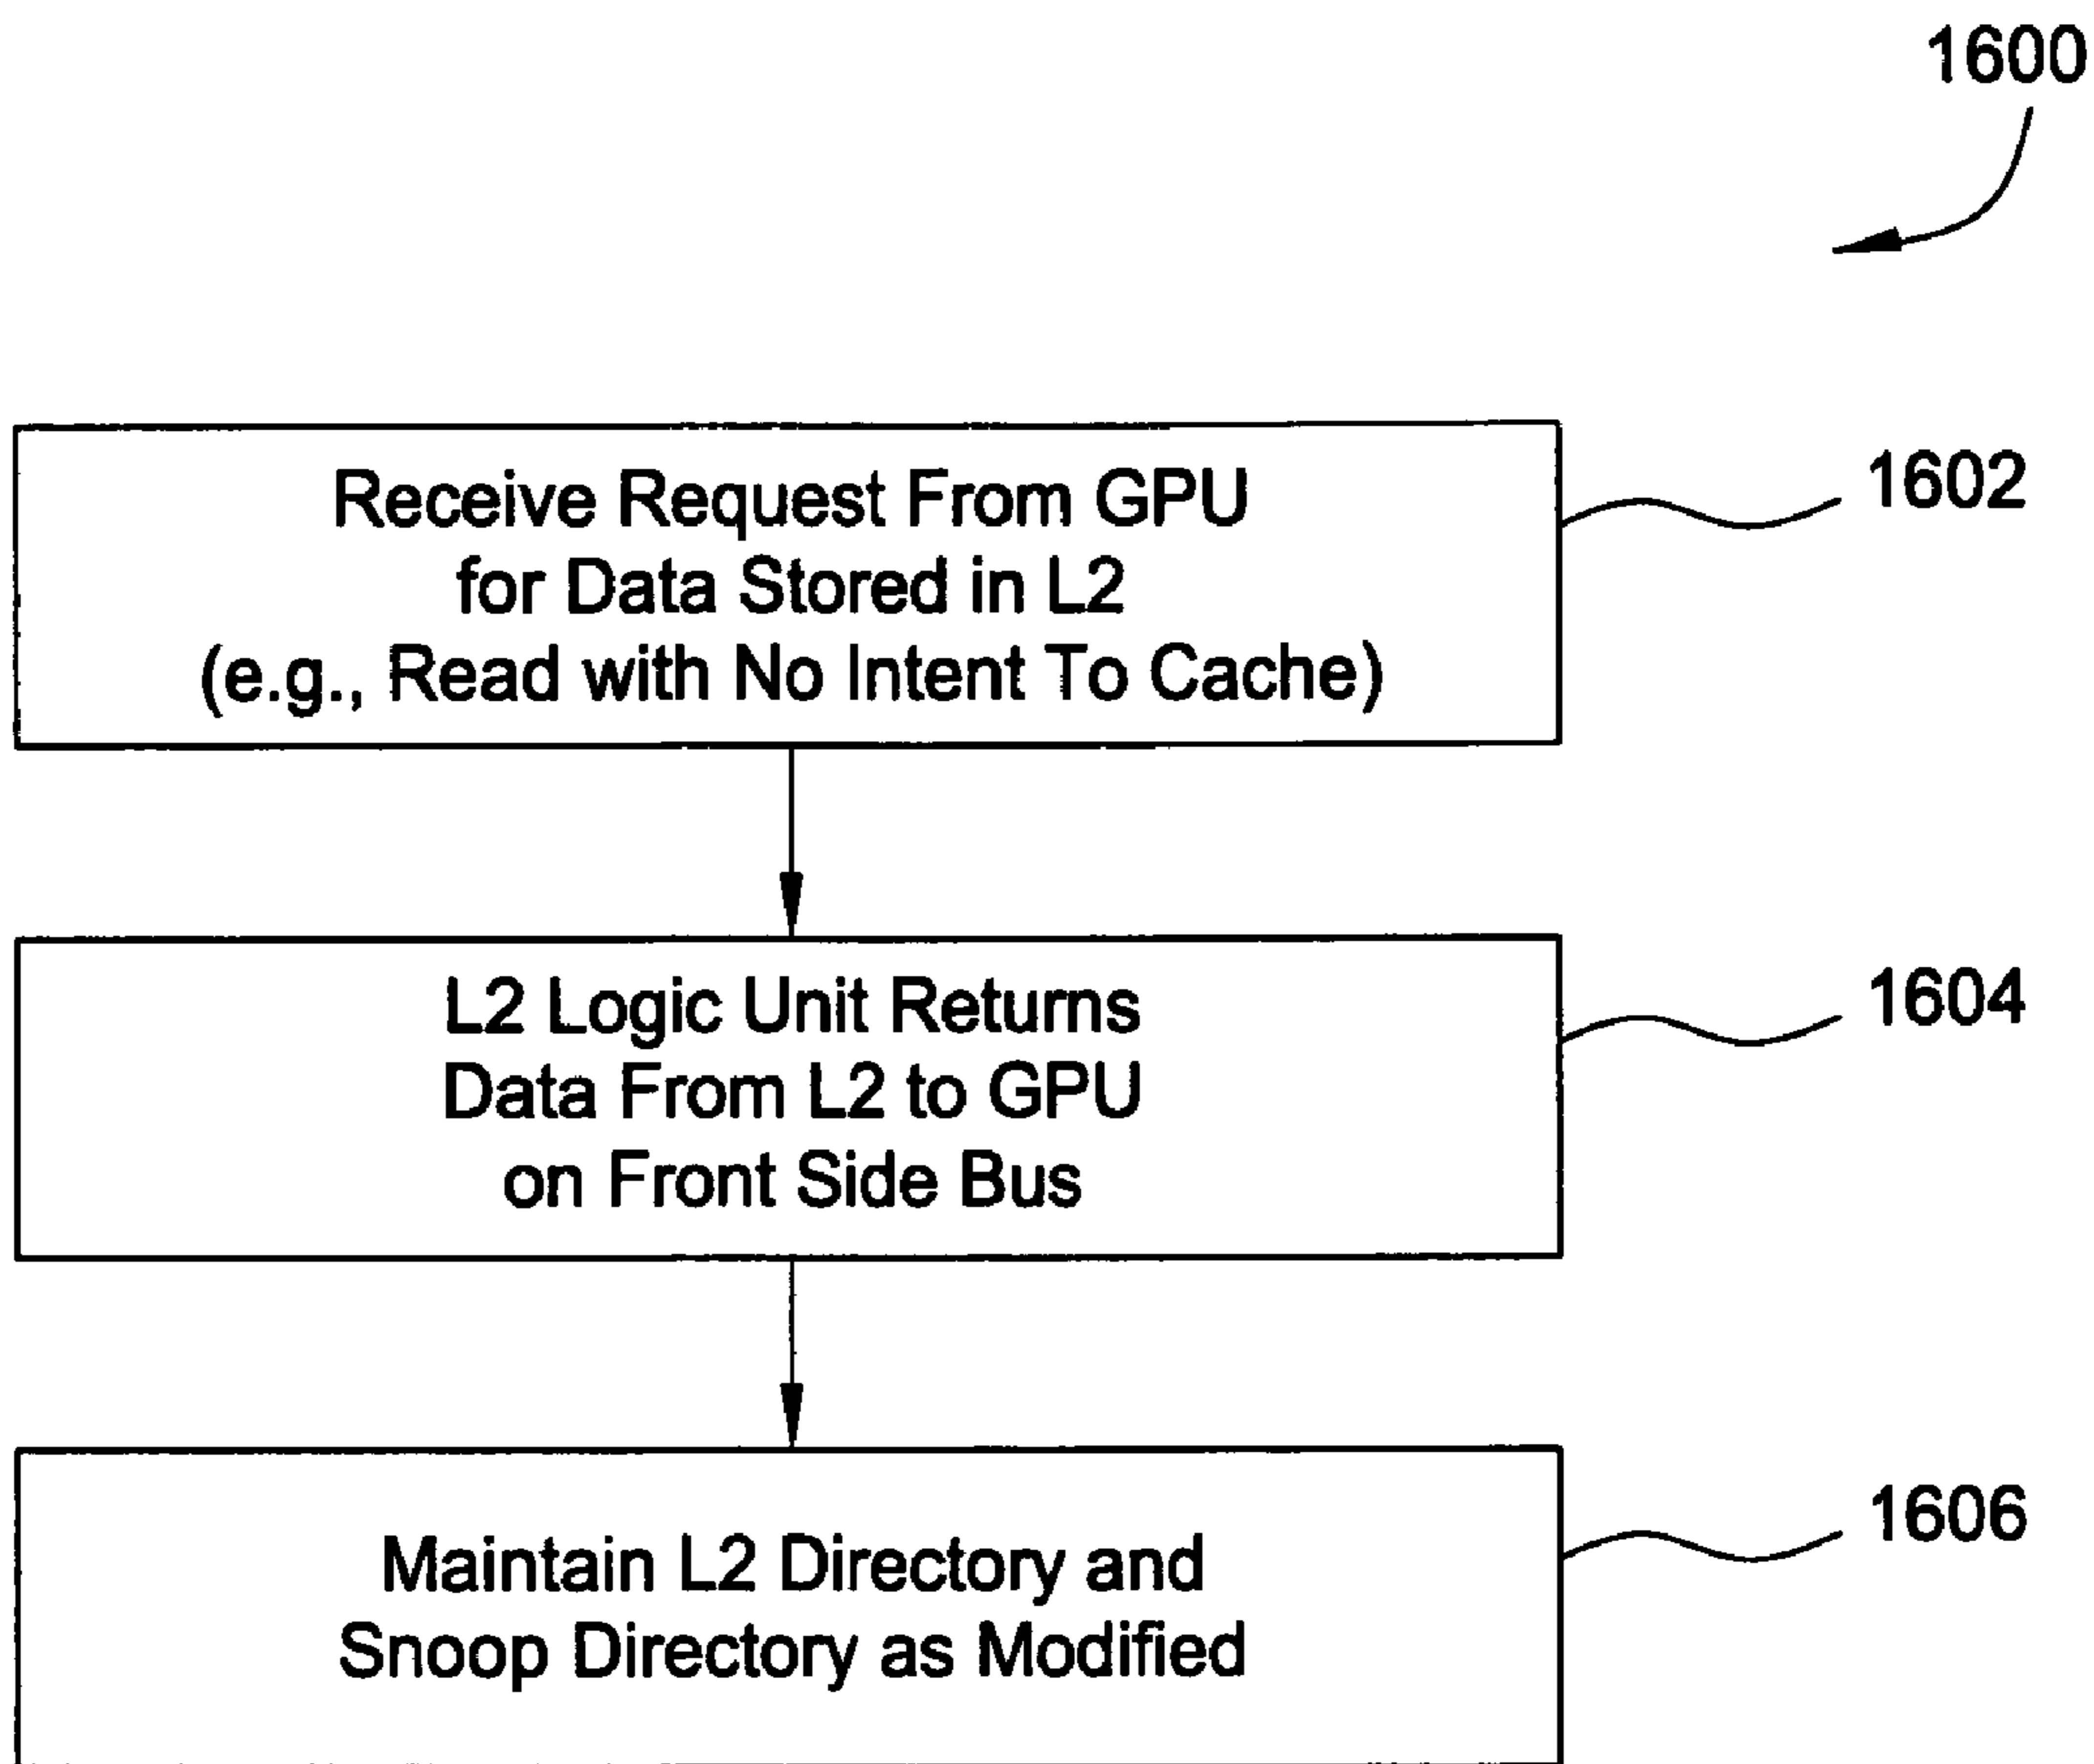 1600
Receive Request From GPU
for Data Stored in L2
(e.g., Read with No Intent To Cache)
1602
L2 Logic Unit Returns
Data From L2 to GPU
on Front Side Bus
1604
Maintain L2 Directory and
Snoop Directory as Modified
1606